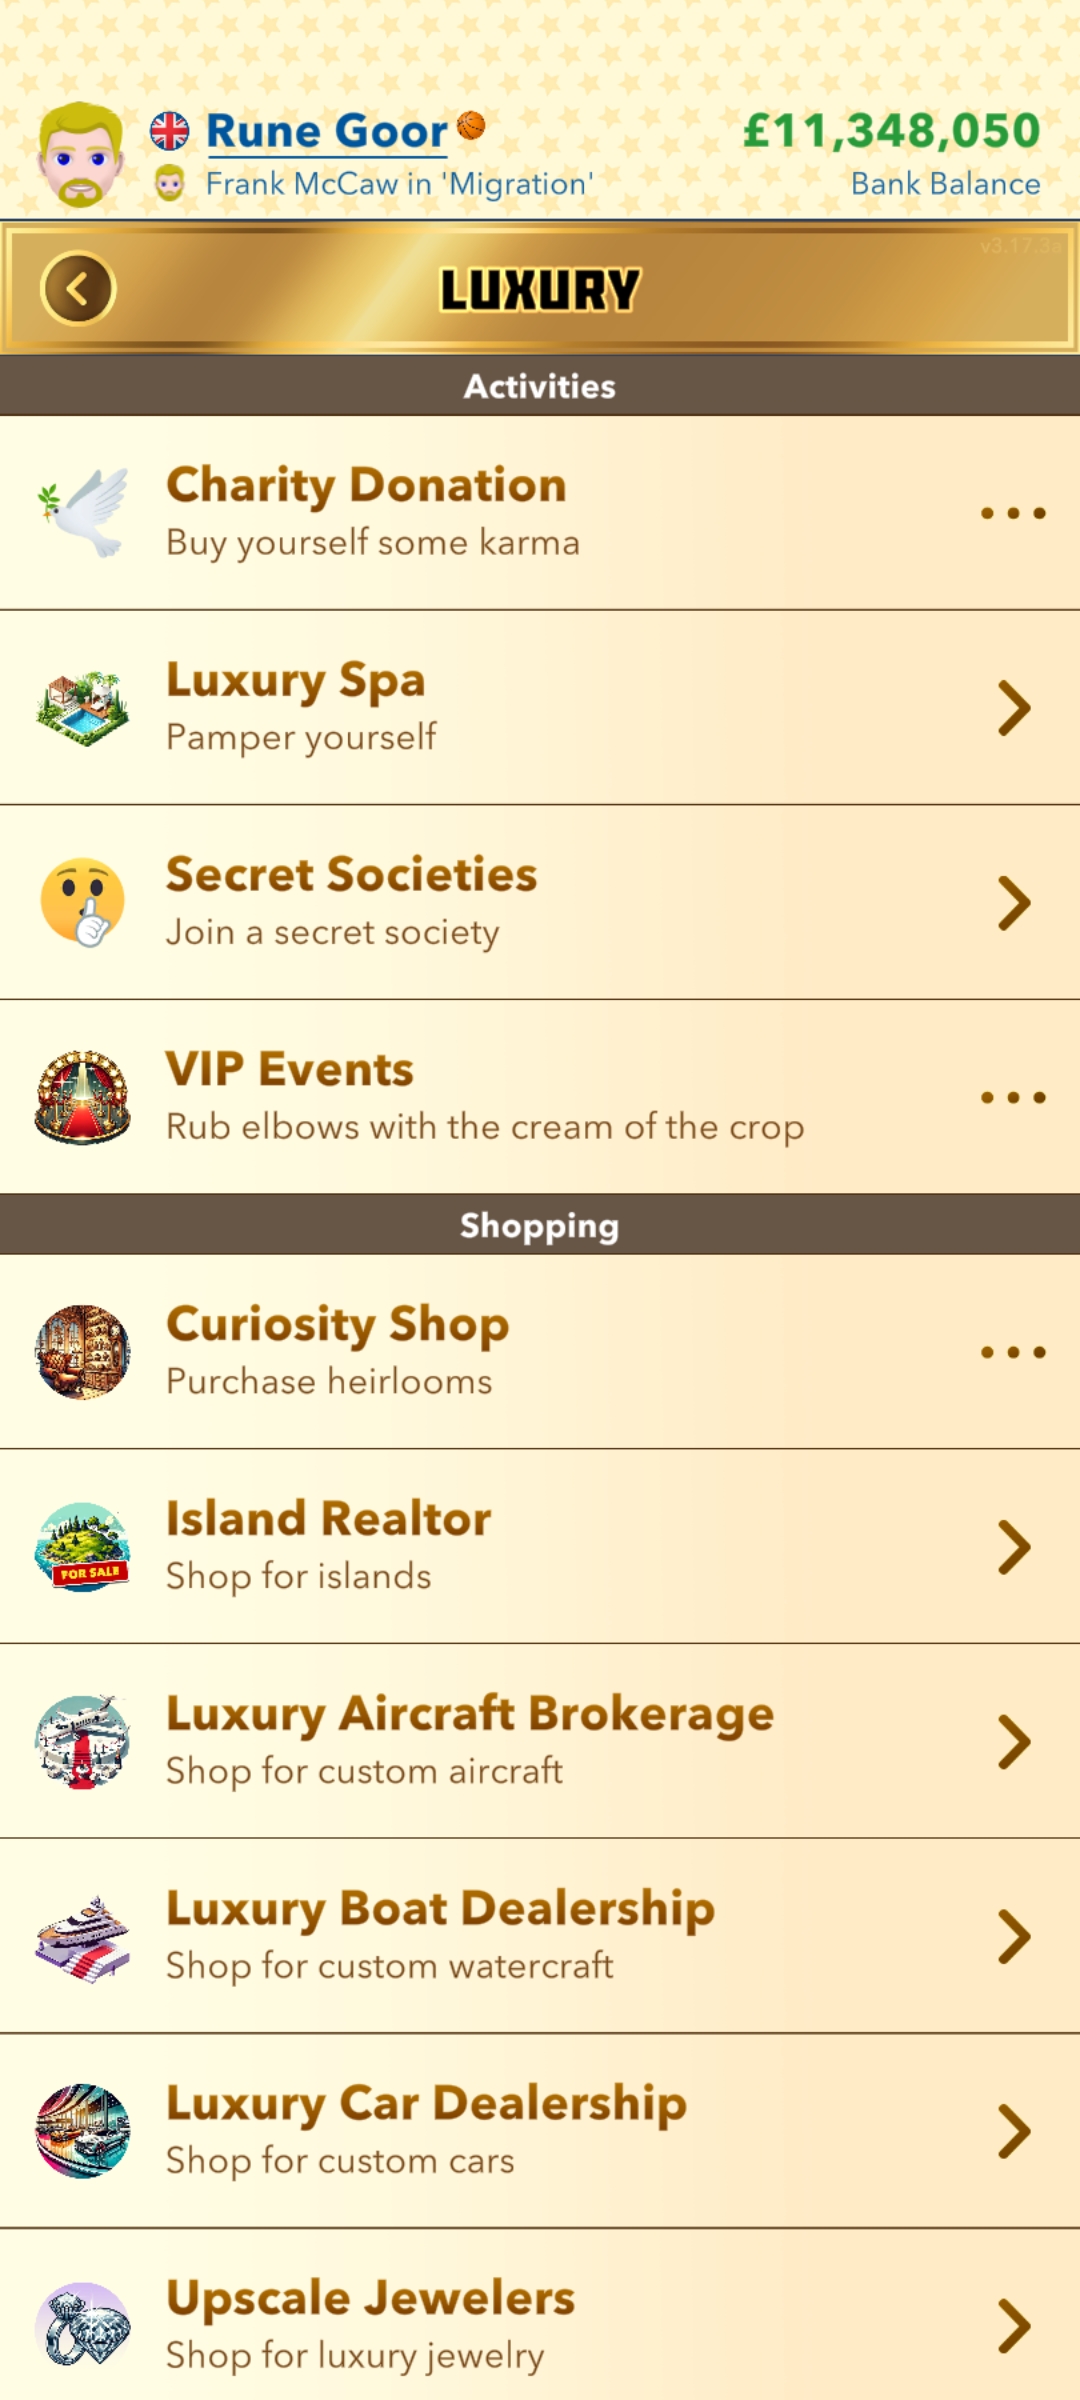 Rune Goor
£11,348,050
Frank McCaw in 'Migration'
Bank Balance
v3.17.3a
LUXURY
Activities
Charity Donation
Buy yourself some karma
Luxury Spa
Pamper yourself
Secret Societies
Join a secret society
VIP Events
Rub elbows with the cream of the crop
Shopping
Curiosity Shop
Purchase heirlooms
Island Realtor
FOR SALE
Shop for islands
Luxury Aircraft Brokerage
Shop for custom aircraft
Luxury Boat Dealership
Shop for custom watercraft
Luxury Car Dealership
Shop for custom cars
Upscale Jewelers
Shop for luxury jewelry